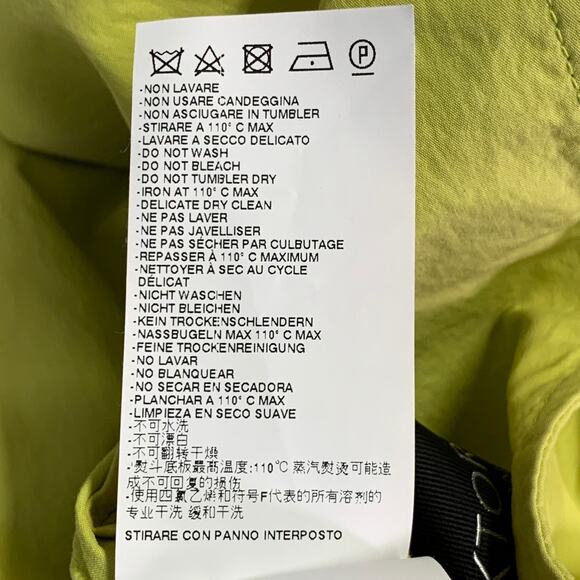 P
-NON LAVARE
-NON USARE CANDEGGINA
-NON ASCIUGARE IN TUMBLER
-STIRARE A 110° C MAX
-LAVARE A SECCO DELICATO
-DO NOT WASH
-DO NOT BLEACH
-DO NOT TUMBLER DRY
-IRON AT 110° C MAX
-DELICATE DRY CLEAN
-NE PAS LAVER
-NE PAS JAVELLISER
-NE PAS SÉCHER PAR CULBUTAGE
-REPASSER À 110° C MAXIMUM
-NETTOYER À SEC AU CYCLE
DÉLICAT
-NICHT WASCHEN
-NICHT BLEICHEN
-KEIN TROCKENSCHLENDERN
-NASSBUGELN MAX 110° C MAX
-FEINE TROCKENREINIGUNG
-NO LAVAR
-NO BLANQUEAR
-NO SECAR EN SECADORA
-PLANCHAR A 110° C MAX
-LIMPIEZA EN SECO SUAVE
-不可水洗
-不可漂白
-不可翻转干燥
-熨斗底板最高温度:110°C 蒸汽熨烫可能造
成不可回复的损伤
-使用四氯乙烯和符号F代表的所有溶剂的
专业干洗 缓和干洗
STIRARE CON PANNO INTERPOSTO